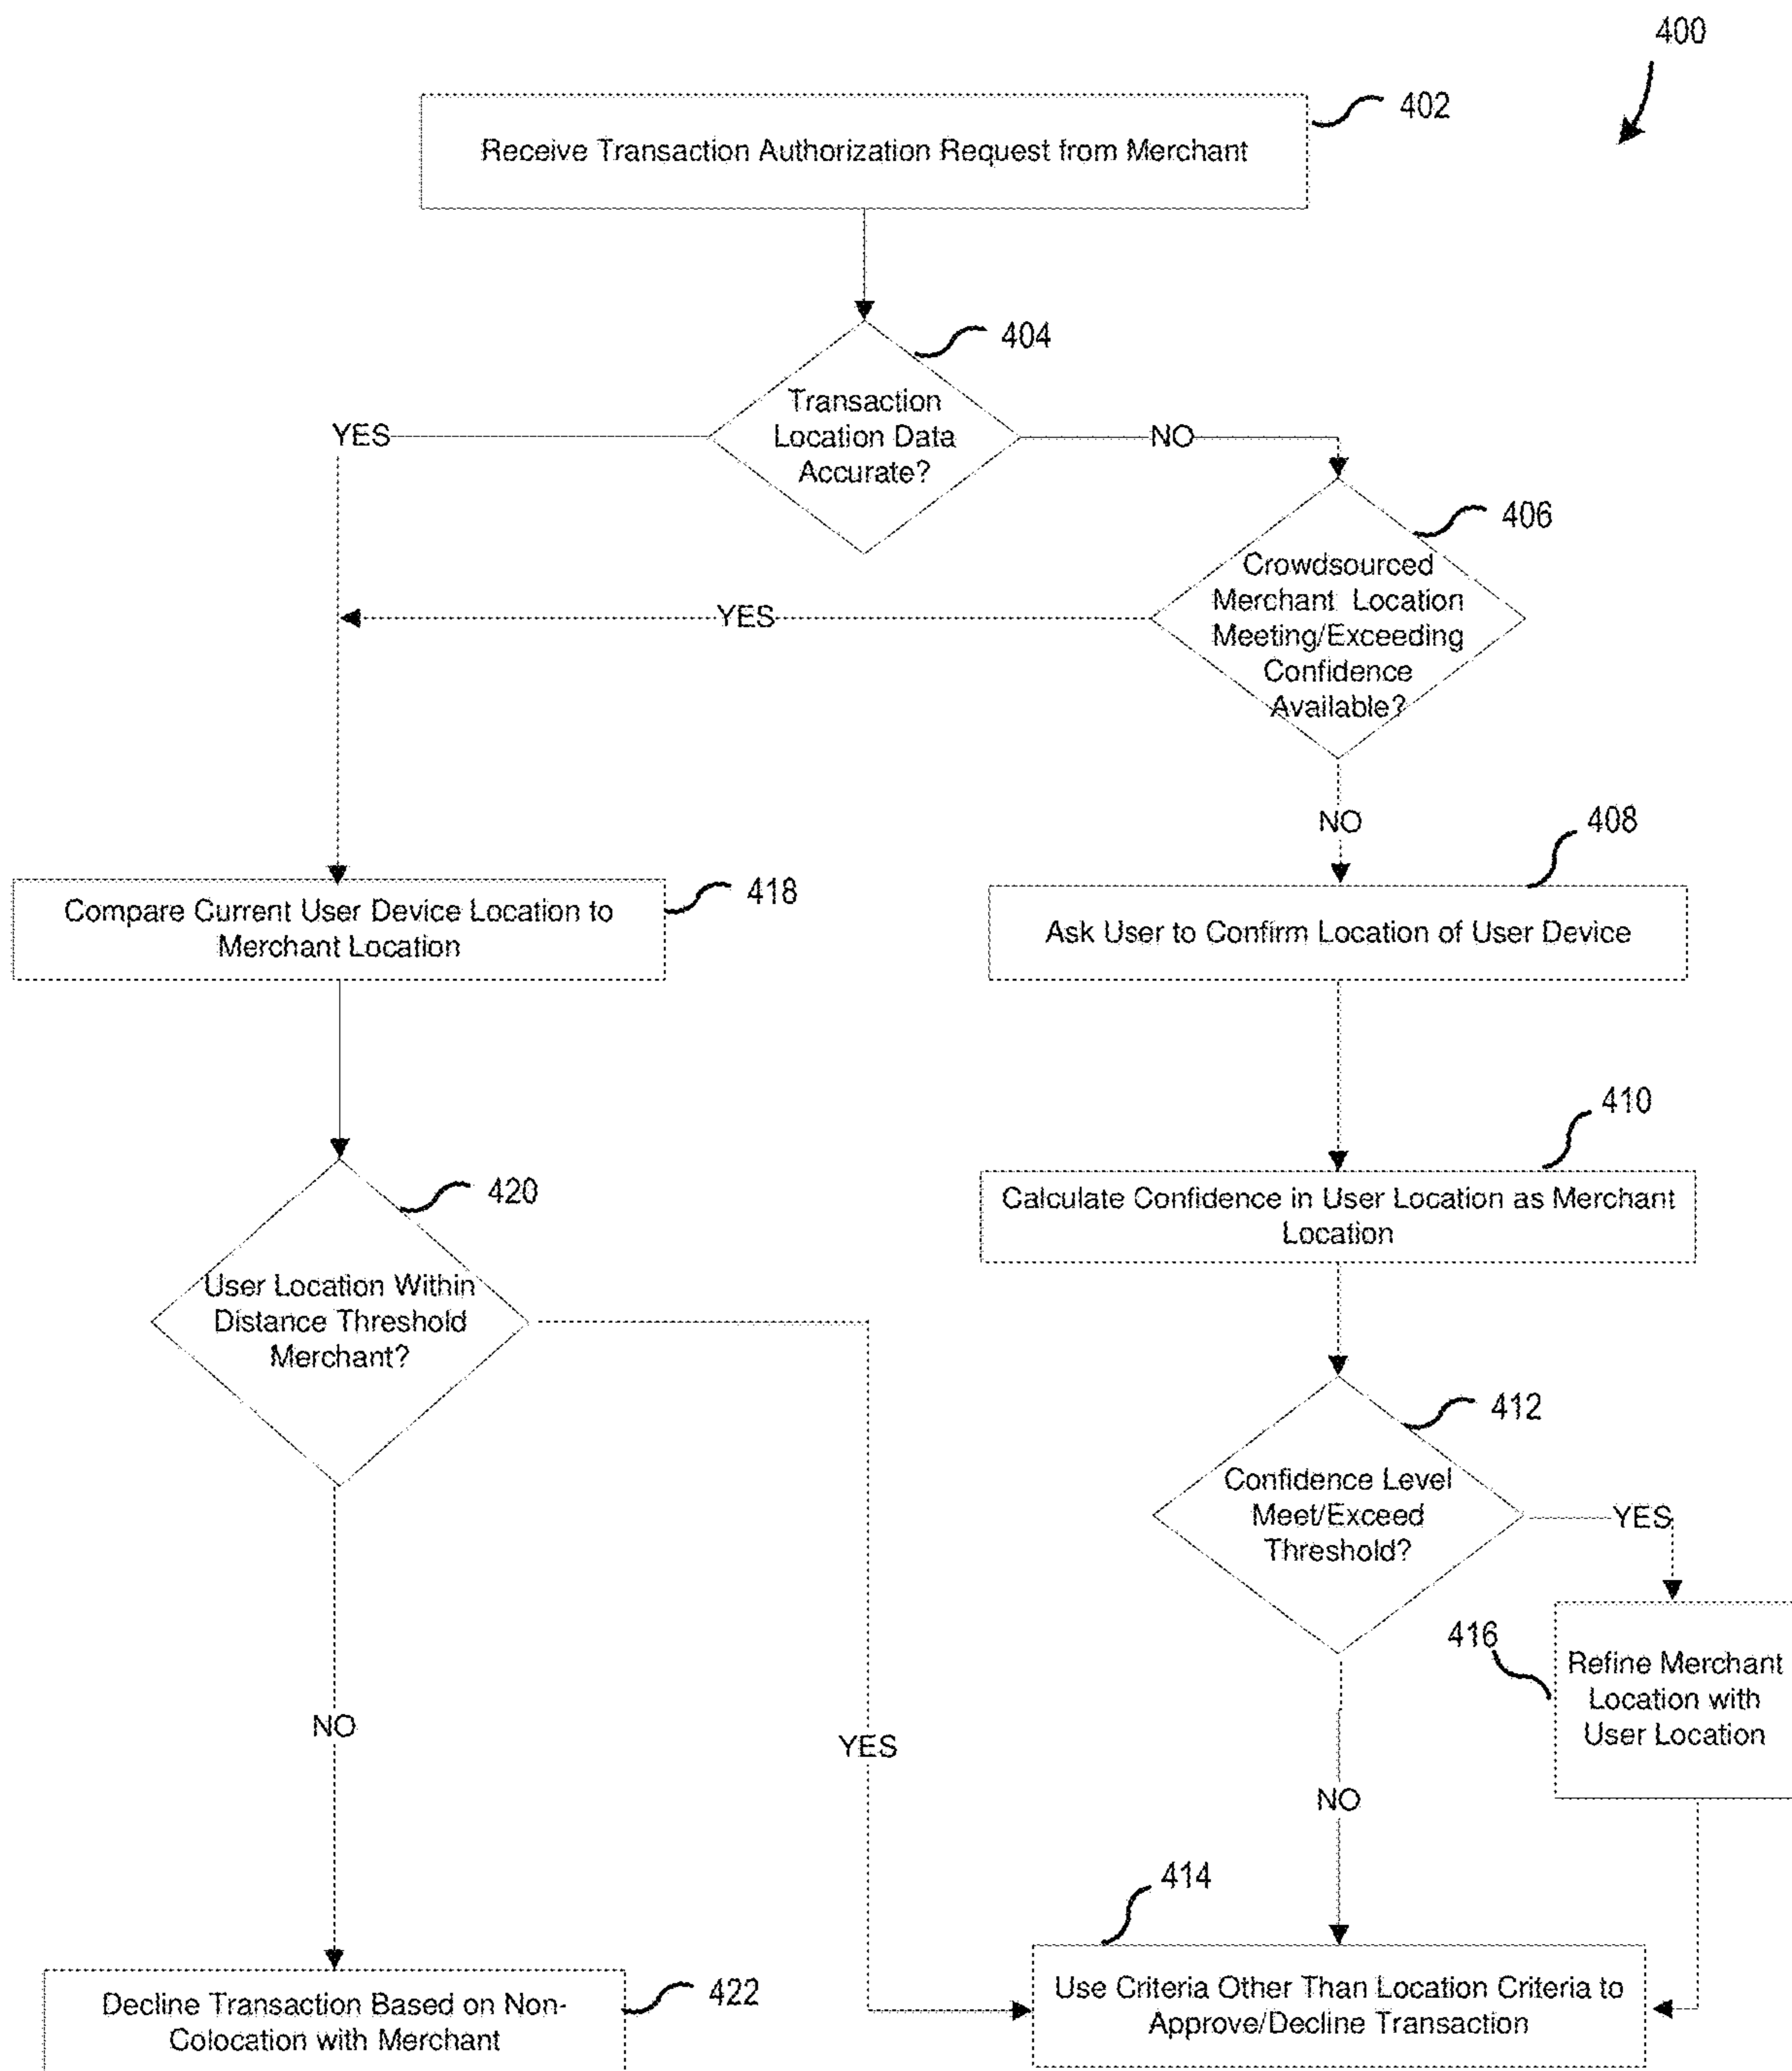 400
402
Receive Transaction Authorization Request from Merchant
404
Transaction
Location Data
Accurate?
YES
NO
406
Crowdsourced
Merchant Location
Meeting/Exceeding
Confidence
Available?
YES
NO
408
418
Compare Current User Device Location to
Merchant Location
Ask User to Confirm Location of User Device
410
420
Calculate Confidence in User Location as Merchant
Location
User Location Within
Distance Threshold
Merchant?
412
Confidence Level
Meet/Exceed
Threshold?
YES
416
Refine Merchant
Location with
User Location
NO
YES
NO
414
422
Decline Transaction Based on Non-
Colocation with Merchant
Use Criteria Other Than Location Criteria to
Approve/Decline Transaction